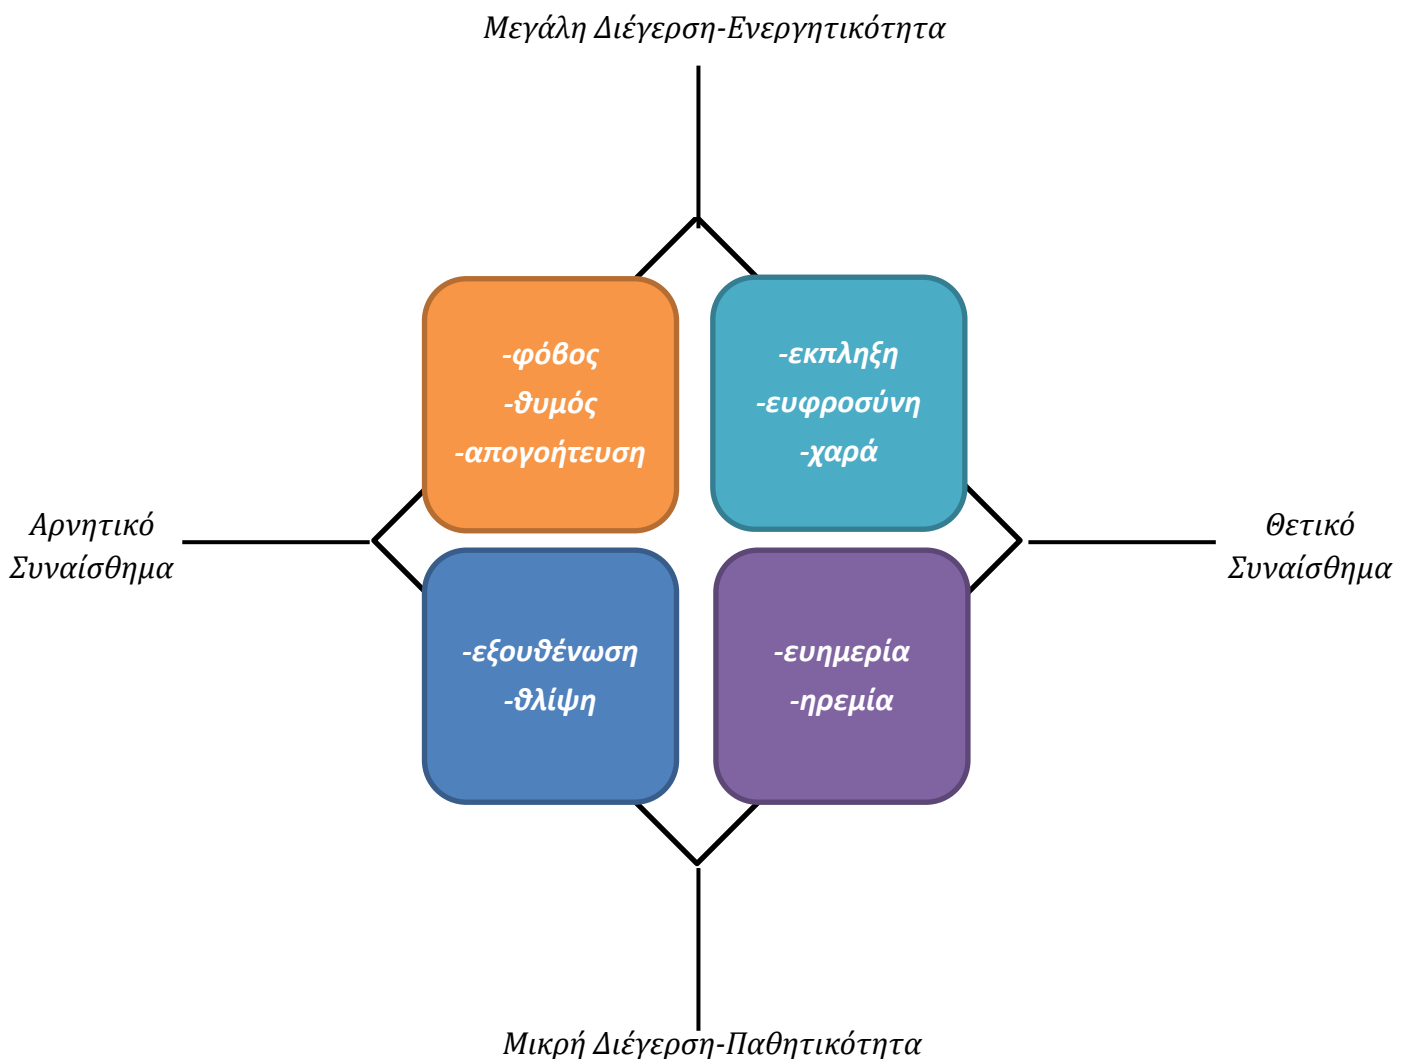 Μεγάλη Διέγερση-Ενεργητικότητα
-φόβος
-θυμός
-απογοήτευση
-εκπληξη
-ευφροσύνη
-χαρά
Αρνητικό
Συναίσθημα
Θετικό
Συναίσθημα
-εξουθένωση
-θλίψη
-ευημερία
-ηρεμία
Μικρή Διέγερση-Παθητικότητα